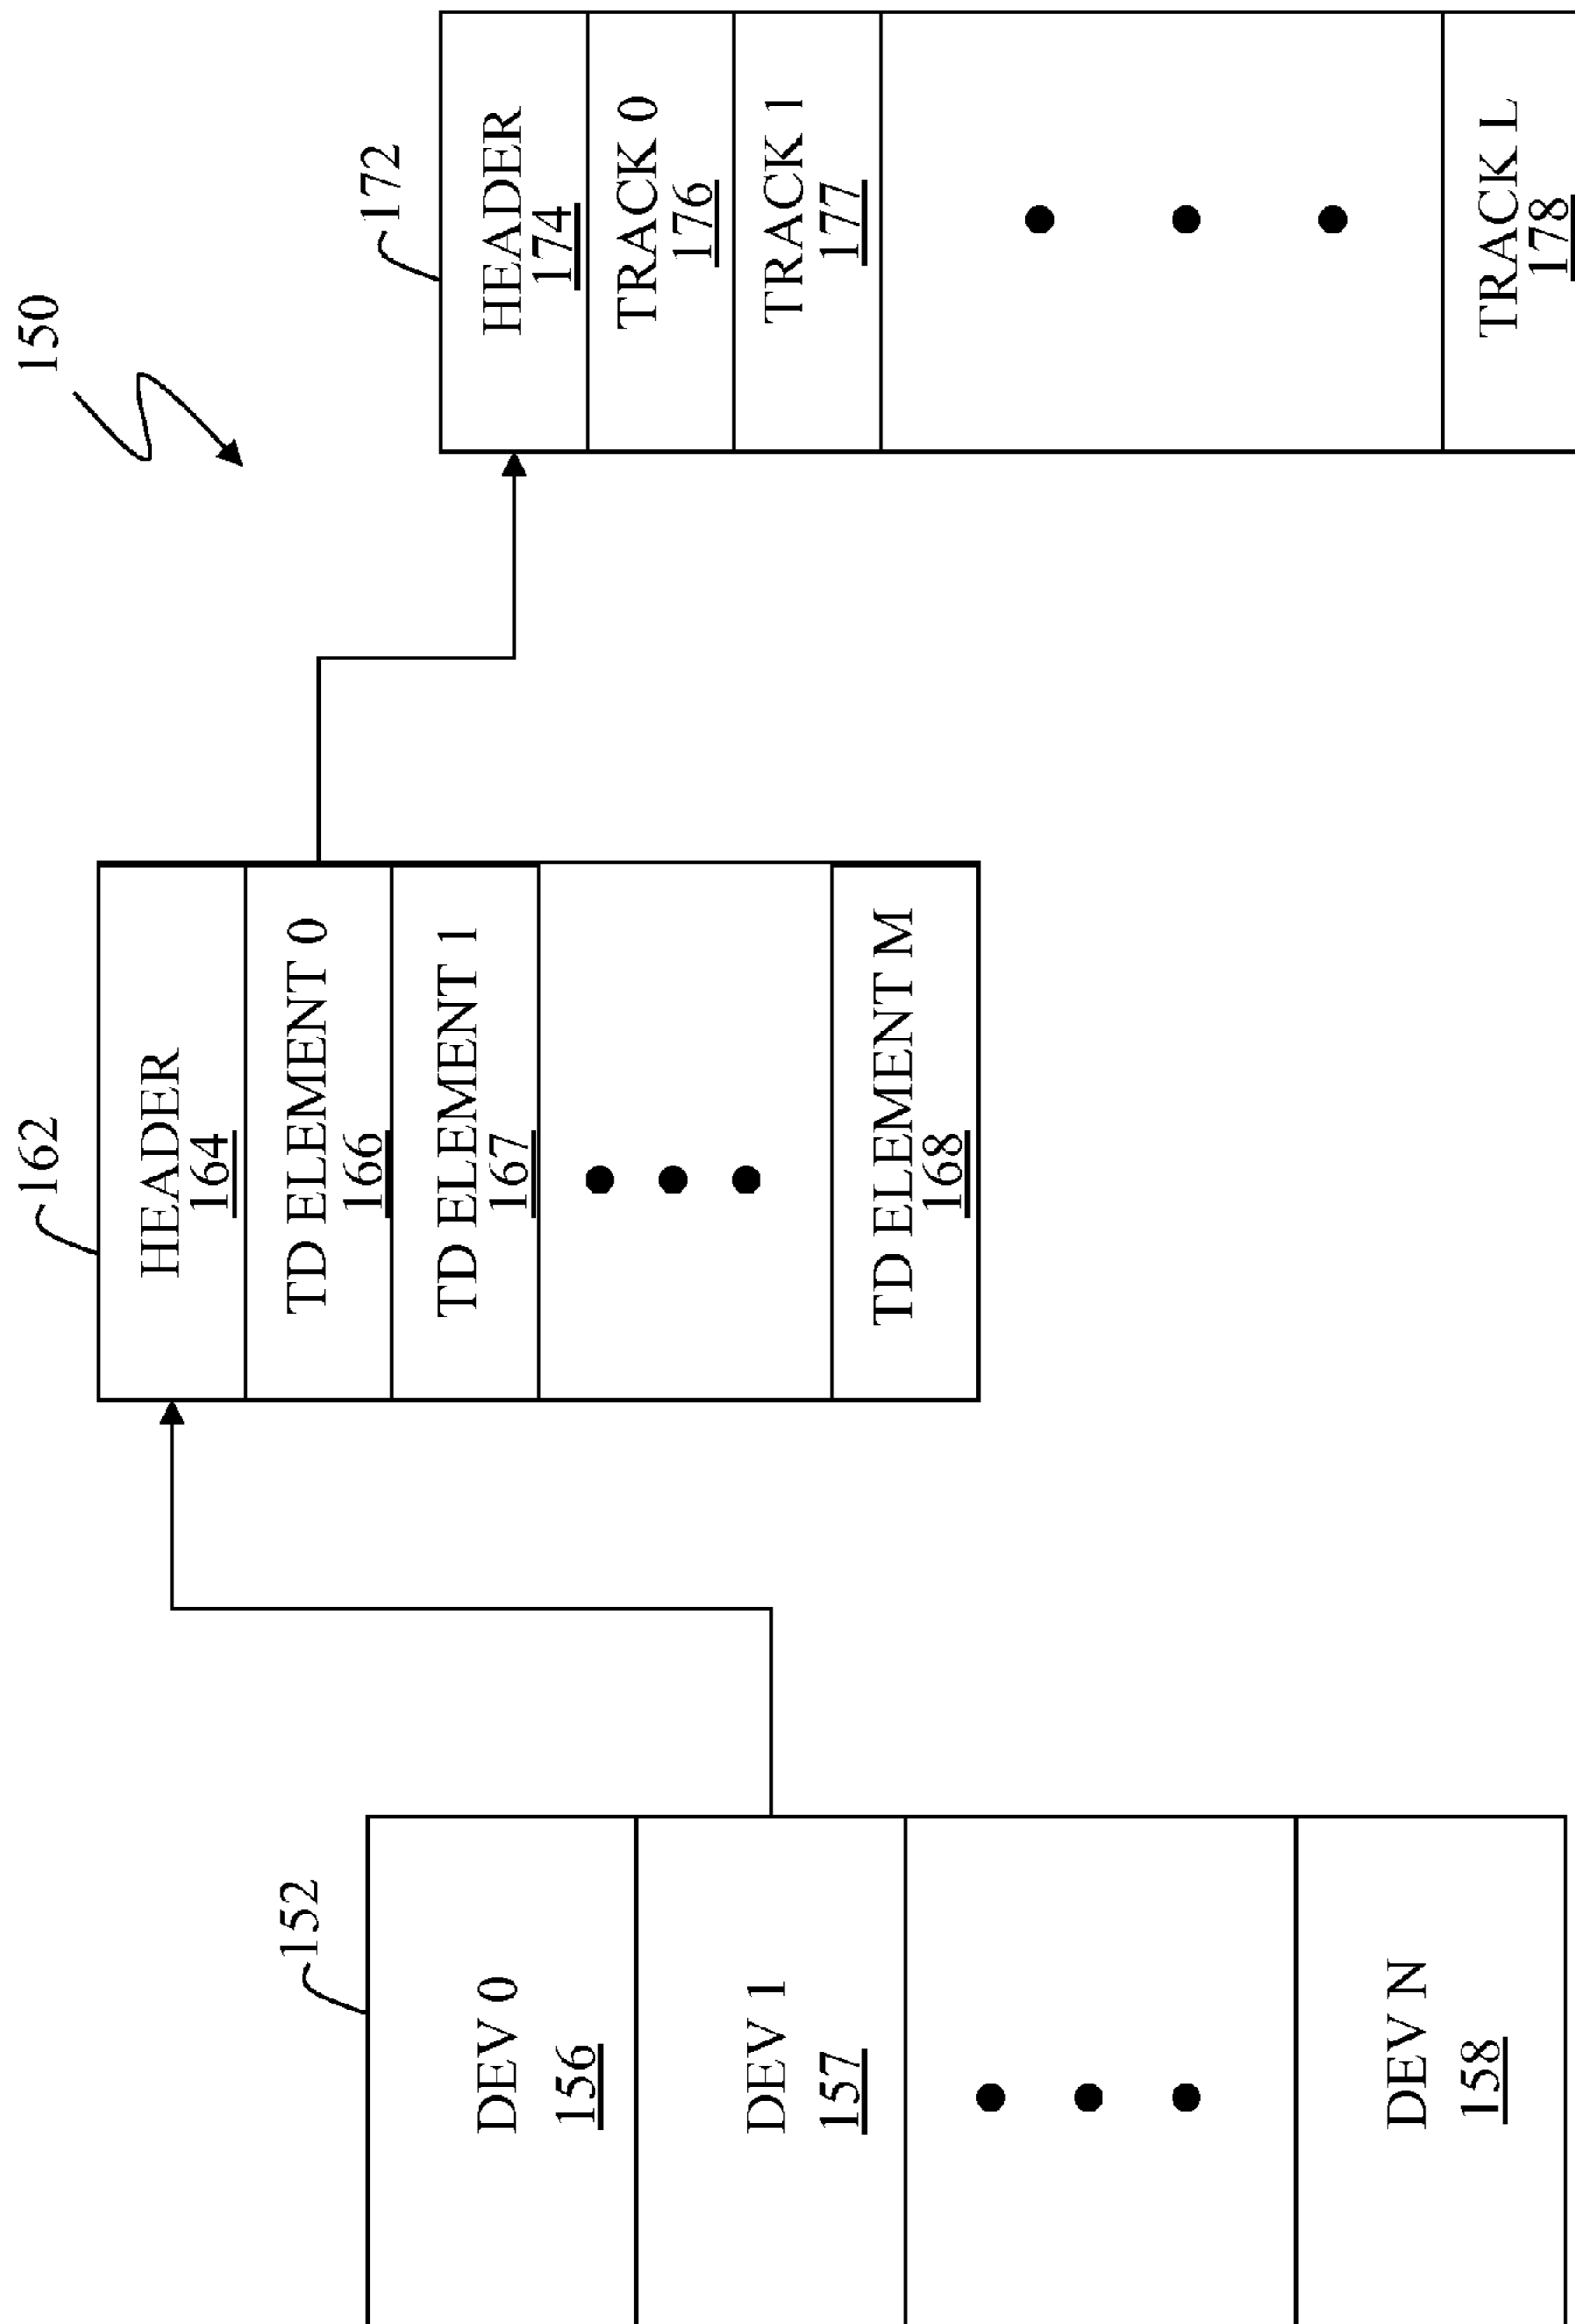 150
152
DEV 0
156
DEV 1
157
DEV N
158
162
HEADER
164
TD ELEMENT 0
166
TD ELEMENT 1
167
TD ELEMENT M
168
172
HEADER
174
TRACK 0
176
TRACK 1
177
TRACK L
178